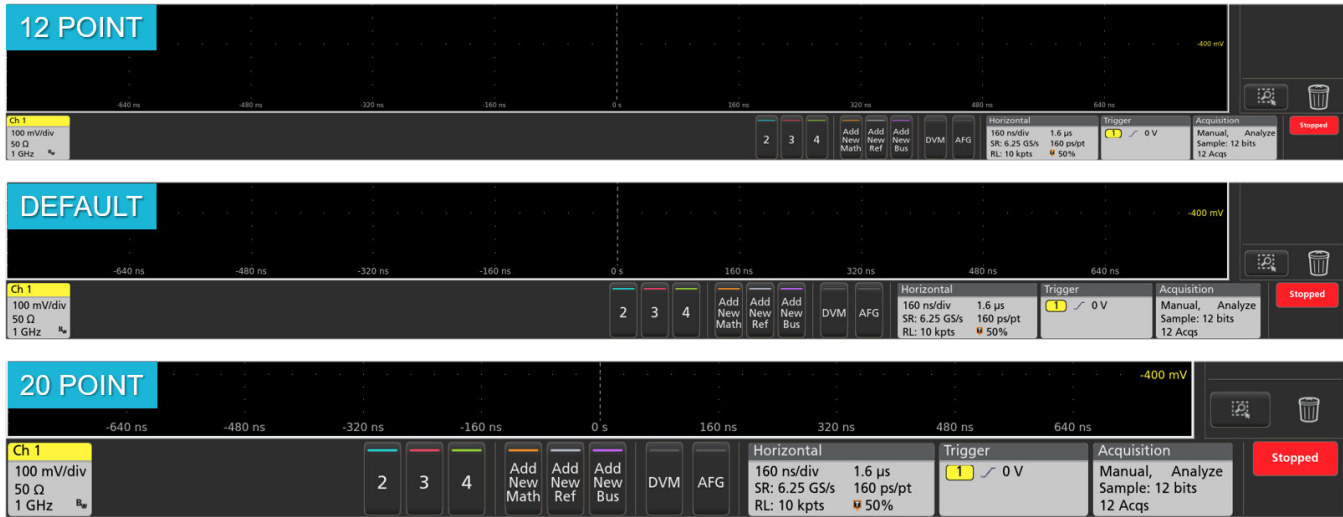 12 POINT
-400 mV
-640 ns -480 ns -320 ns -160 ns 0 s 160 ns 320 ns 480 ns 640 ns
Ch 1
100 mV/div
50 Ω
1 GHz Bw
2 3 4
Add New Math
Add New Ref
Add New Bus
DVM AFG
Horizontal
160 ns/div 1.6 µs
SR: 6.25 GS/s 160 ps/pt
RL: 10 kpts 50%
Trigger
1 0 V
Acquisition
Manual, Analyze
Sample: 12 bits
12 Acqs
Stopped
DEFAULT
-400 mV
-640 ns -480 ns -320 ns -160 ns 0 s 160 ns 320 ns 480 ns 640 ns
Ch 1
100 mV/div
50 Ω
1 GHz Bw
2 3 4
Add New Math
Add New Ref
Add New Bus
DVM AFG
Horizontal
160 ns/div 1.6 µs
SR: 6.25 GS/s 160 ps/pt
RL: 10 kpts 50%
Trigger
1 0 V
Acquisition
Manual, Analyze
Sample: 12 bits
12 Acqs
Stopped
20 POINT
-400 mV
-640 ns -480 ns -320 ns -160 ns 0 s 160 ns 320 ns 480 ns 640 ns
Ch 1
100 mV/div
50 Ω
1 GHz Bw
2 3 4
Add New Math
Add New Ref
Add New Bus
DVM AFG
Horizontal
160 ns/div 1.6 µs
SR: 6.25 GS/s 160 ps/pt
RL: 10 kpts 50%
Trigger
1 0 V
Acquisition
Manual, Analyze
Sample: 12 bits
12 Acqs
Stopped